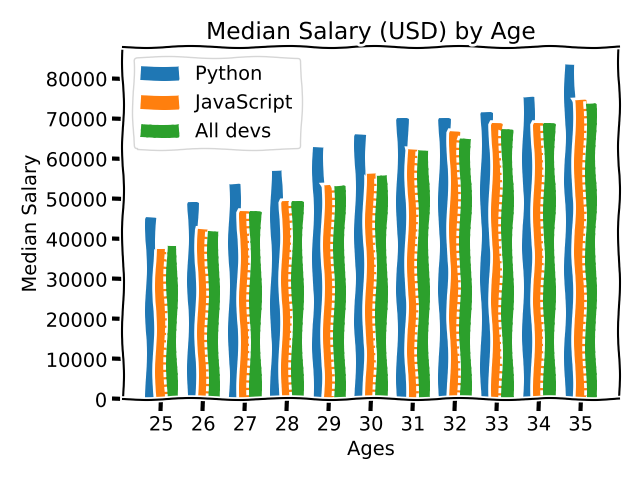 Median Salary (USD) by Age
Python
JavaScript
All devs
80000
70000
60000
50000
40000
30000
20000
10000
0
Median Salary
25 26 27 28 29 30 31 32 33 34 35
Ages